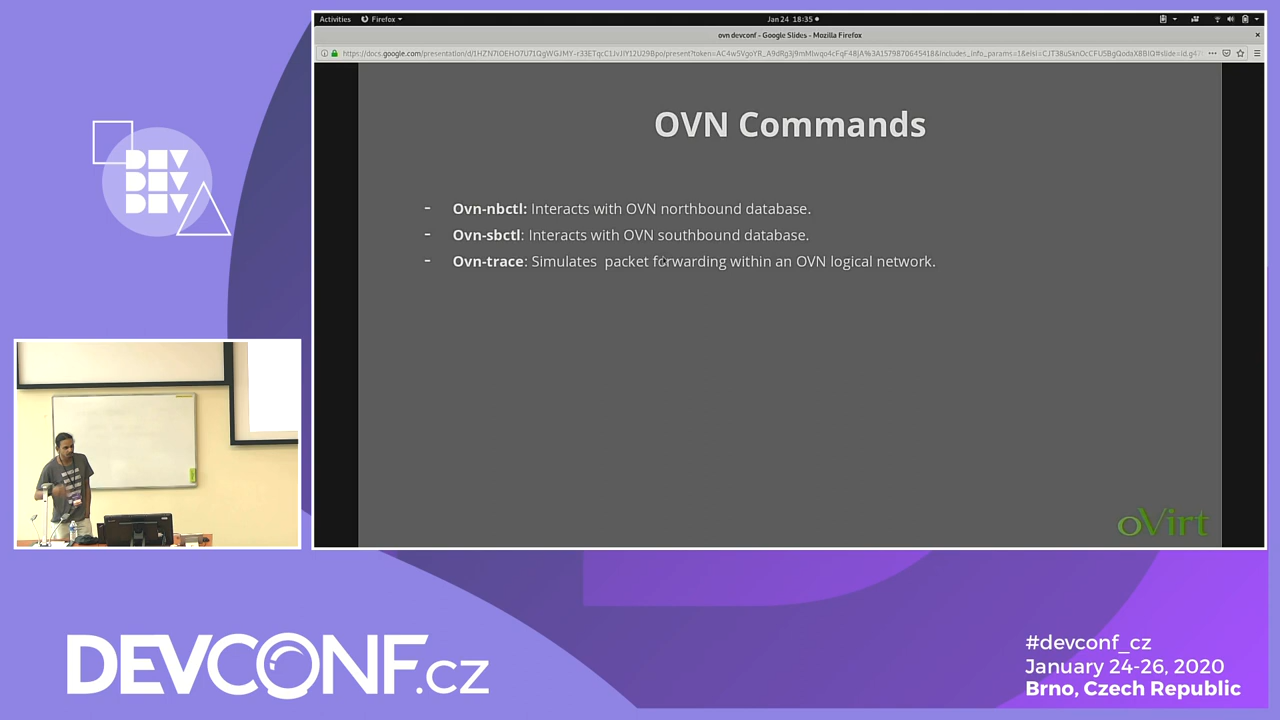 Activities
Firefox
Jan 24 18:35
ovn devconf - Google Slides - Mozilla Firefox
OVN Commands
- Ovn-nbctl: Interacts with OVN northbound database.
- Ovn-sbctl: Interacts with OVN southbound database.
- Ovn-trace: Simulates packet forwarding within an OVN logical network.
oVirt
DEV
DEV
DEV
DEVCONF.cz
#devconf_cz
January 24-26, 2020
Brno, Czech Republic